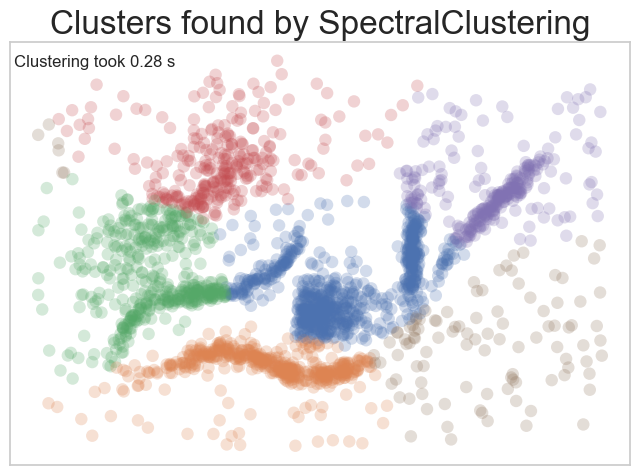 Clusters found by SpectralClustering
Clustering took 0.28 s